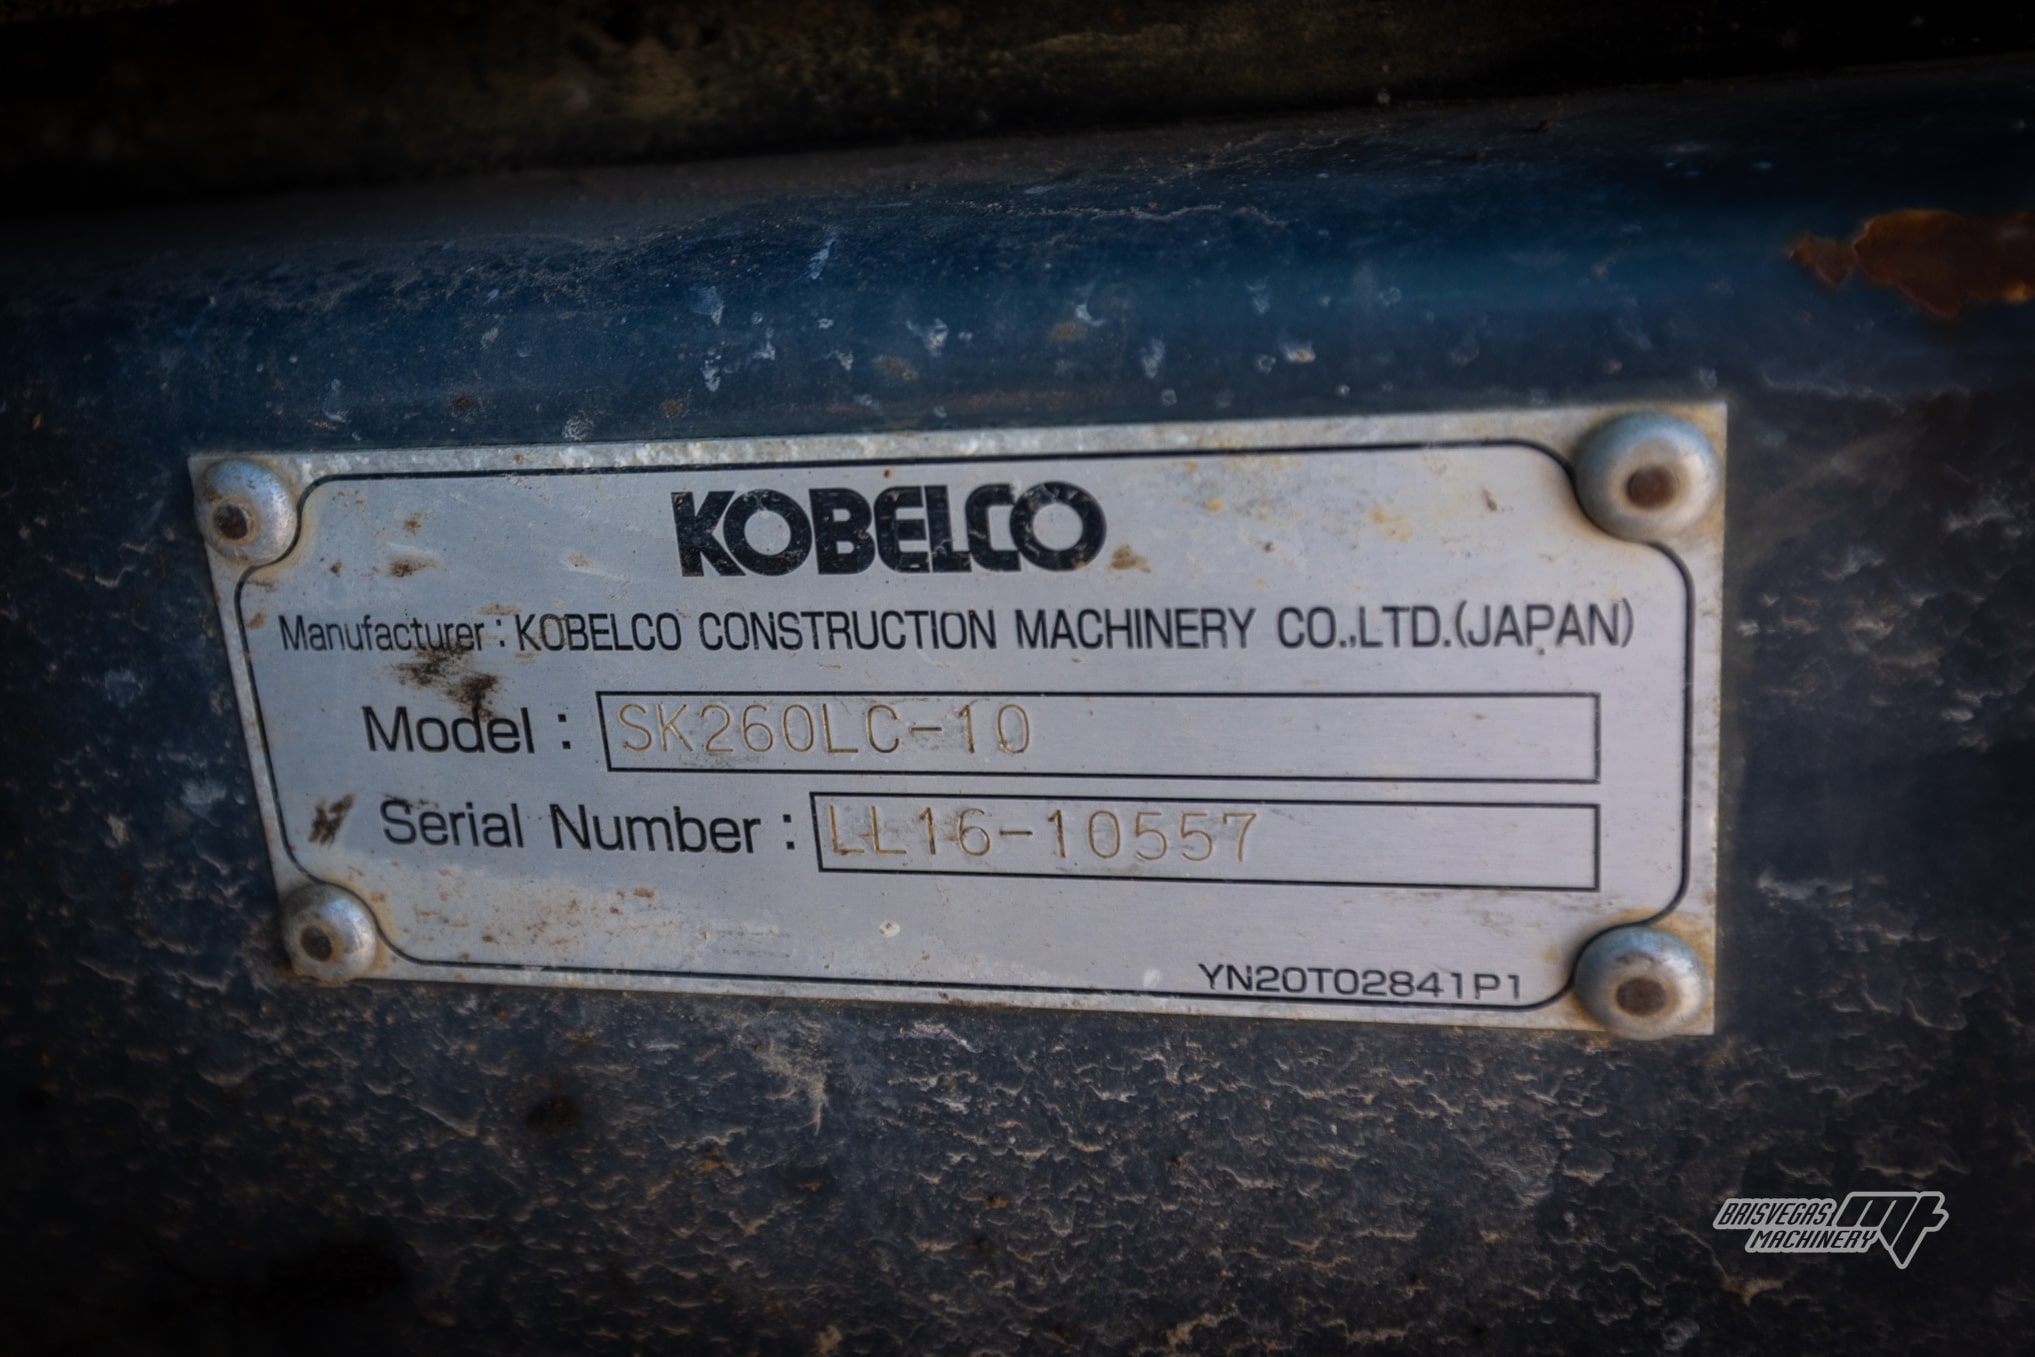 KOBELCO
Manufacturer : KOBELCO CONSTRUCTION MACHINERY CO.,LTD.(JAPAN)
Model : SK260LC-10
Serial Number : LL16-10557
YN20T02841P1
BRISVEGAS
MACHINERY